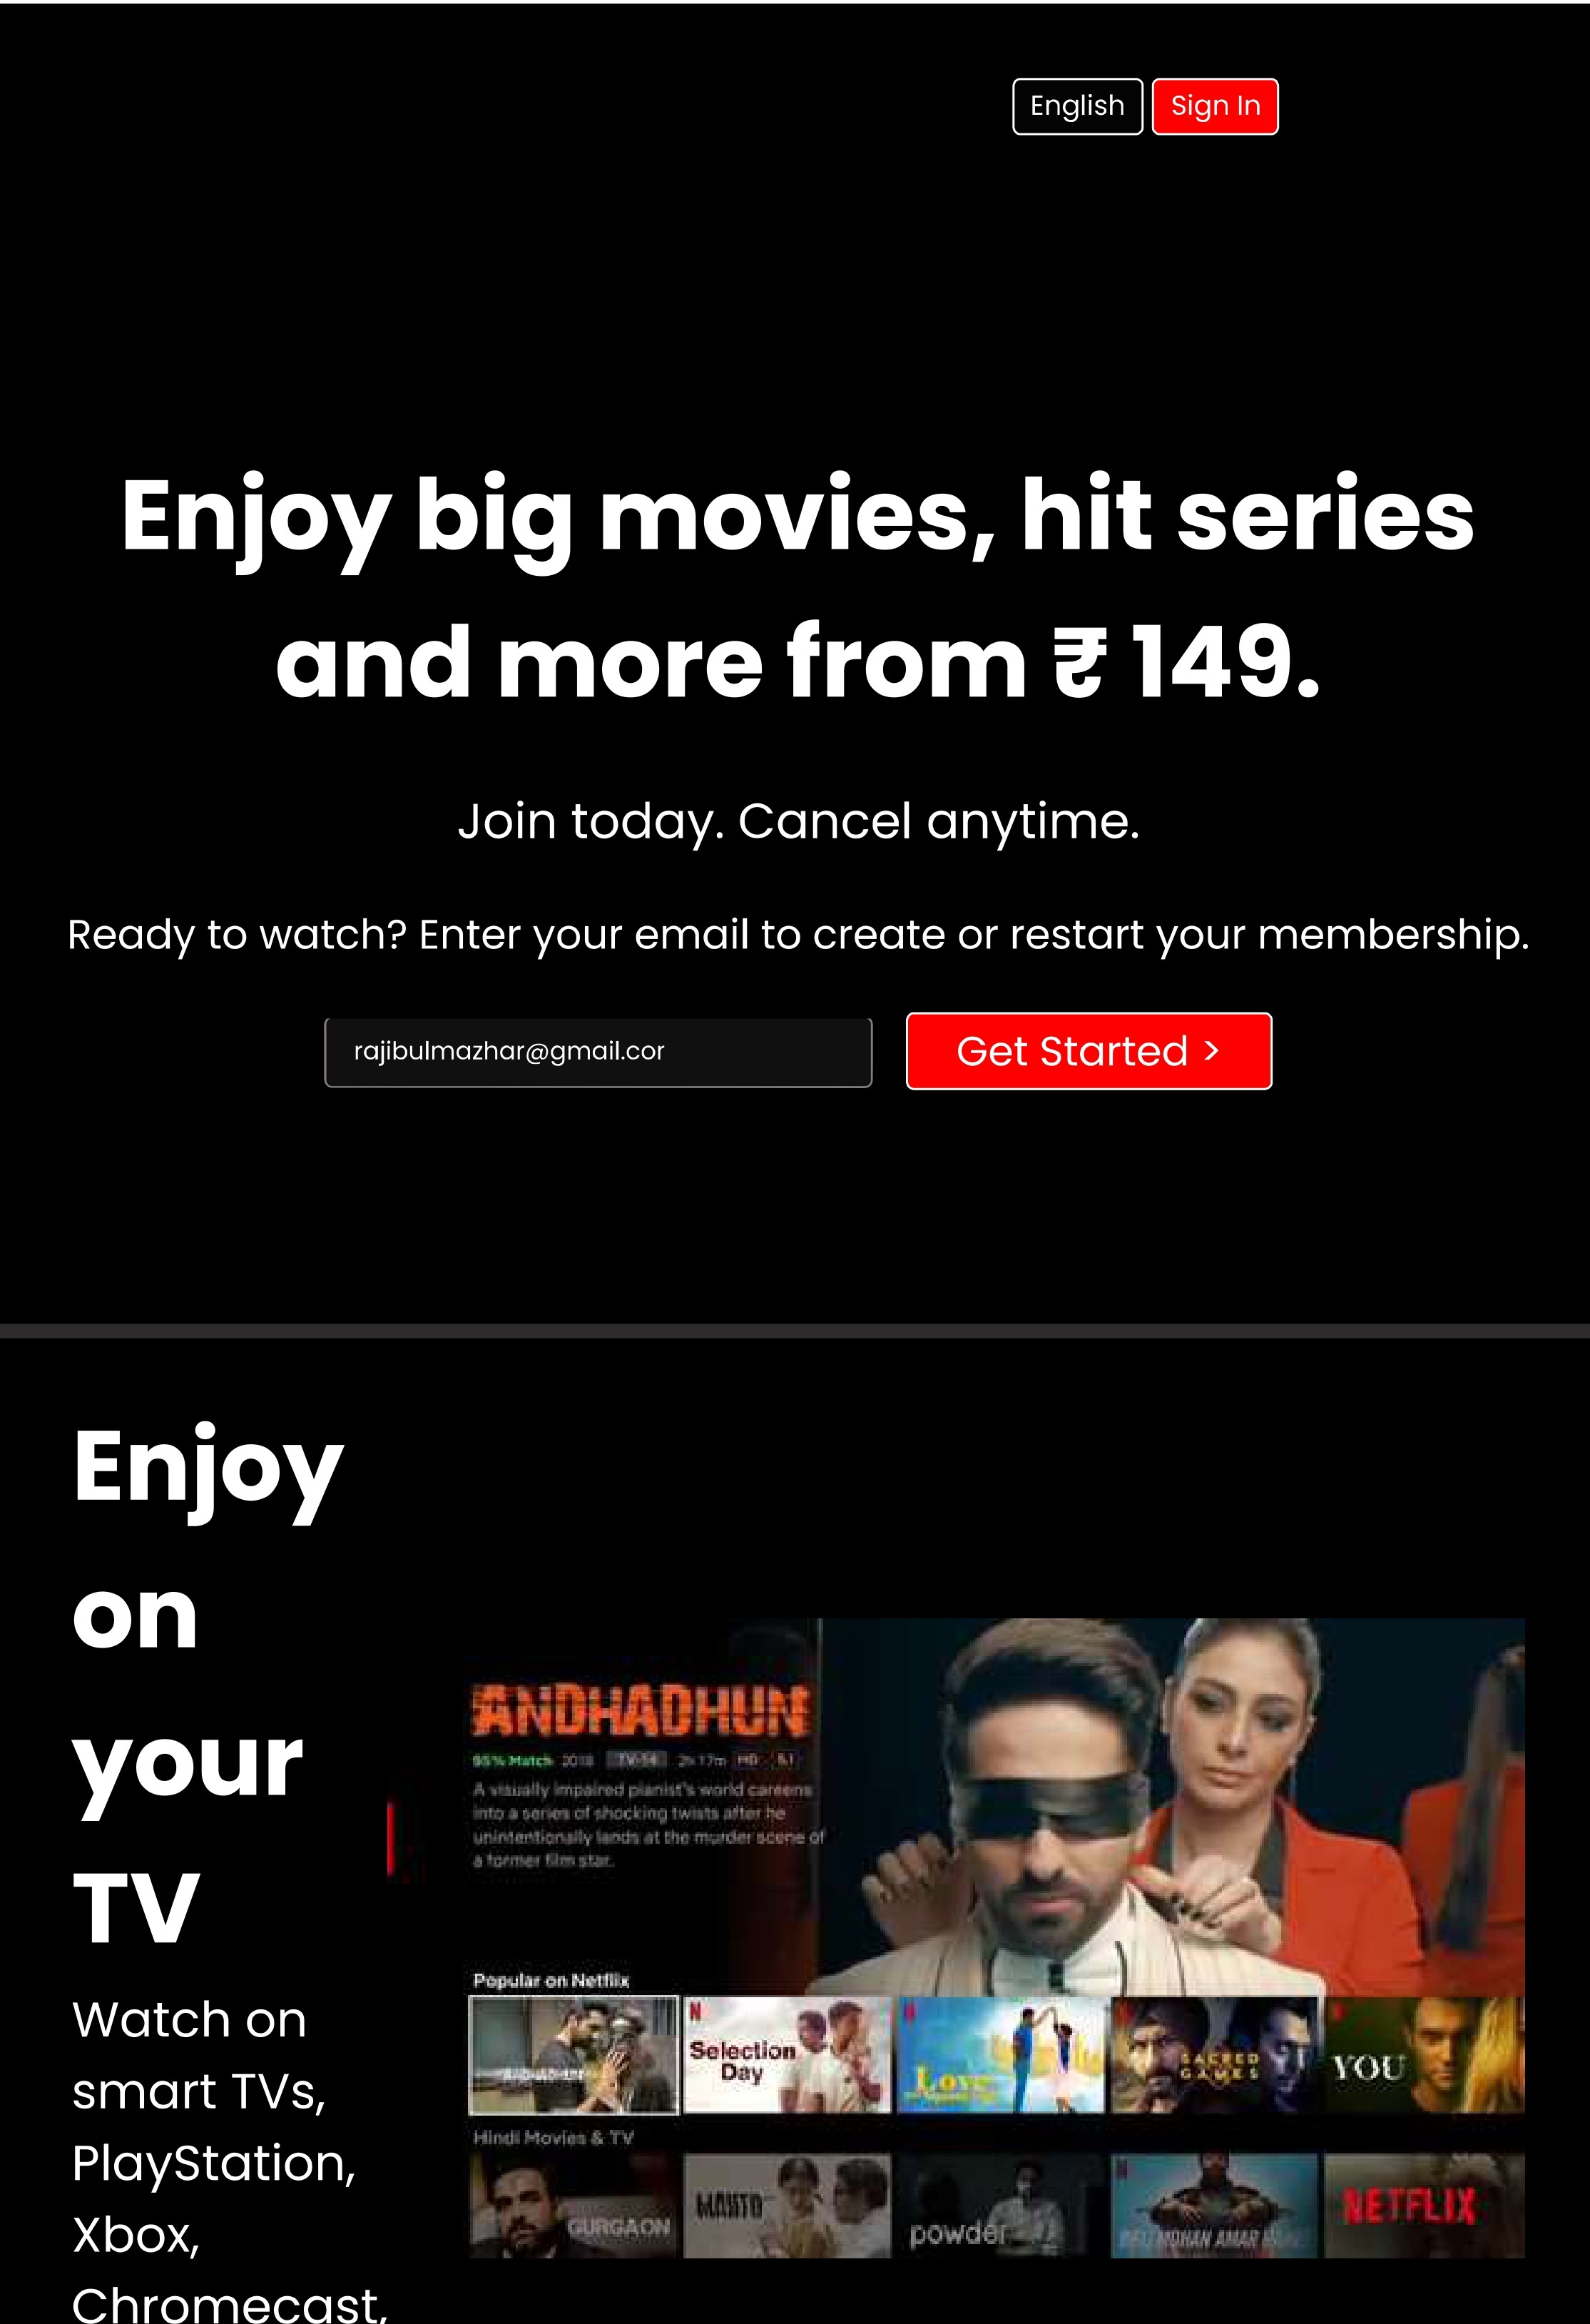 English Sign In
Enjoy big movies, hit series
and more from ₹ 149.
Join today. Cancel anytime.
Ready to watch? Enter your email to create or restart your membership.
rajibulmazhar@gmail.cor
Get Started >
Enjoy
on
your
TV
Watch on
smart TVs,
PlayStation,
Xbox,
Chromecast,
ANDHADHUN
95% Match 2018 TV-14 2h 17m HD 5.1
A visually impaired pianist's world careens
into a series of shocking twists after he
unintentionally lands at the murder scene of
a former film star.
Popular on Netflix
Selection
Day
Love
SACRED
GAMES
YOU
Hindi Movies & TV
GURGAON
MANTO
powder
MOHAN AMAR
NETFLIX